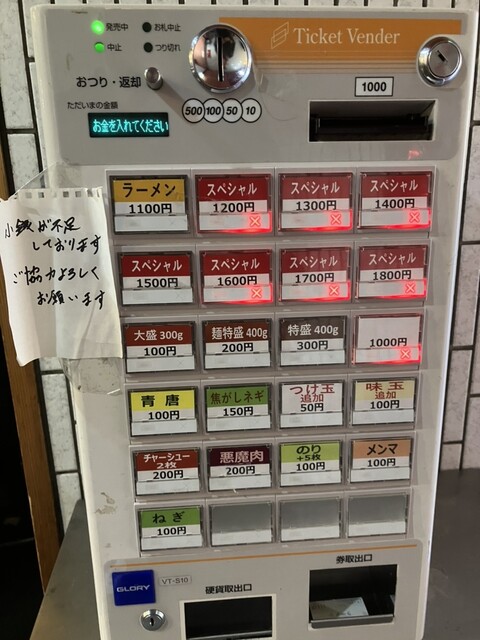 発売中
お札中止
中止
つり切れ
Ticket Vender
おつり・返却
ただいまの金額
お金を入れてください
500 100 50 10
1000
小銭が不足
しております
ご協力よろしく
お願います
ラーメン
1100円
スペシャル
1200円
スペシャル
1300円
スペシャル
1400円
スペシャル
1500円
スペシャル
1600円
スペシャル
1700円
スペシャル
1800円
大盛 300g
100円
麺特盛 400g
200円
特盛 400g
300円
1000円
青唐
100円
焦がしネギ
150円
つけ玉
追加
50円
味玉
追加
100円
チャーシュー
2枚
200円
悪魔肉
200円
のり
+5枚
100円
メンマ
100円
ねぎ
100円
GLORY
VT-S10
硬貨取出口
券取出口